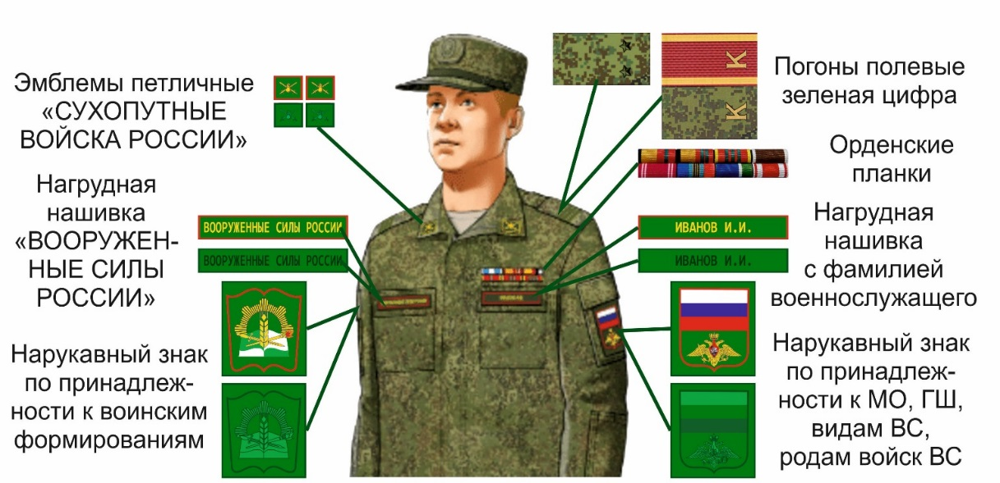 Эмблемы петличные
«СУХОПУТНЫЕ
ВОЙСКА РОССИИ»
Нагрудная
нашивка
«ВООРУЖЕН-
НЫЕ СИЛЫ
РОССИИ»
ВООРУЖЕННЫЕ СИЛЫ РОССИИ
ВООРУЖЕННЫЕ СИЛЫ РОССИИ
Нарукавный знак
по принадлеж-
ности к воинским
формированиям
К
К
Погоны полевые
зеленая цифра
Орденские
планки
ИВАНОВ И.И.
ИВАНОВ И.И.
Нагрудная
нашивка
с фамилией
военнослужащего
Нарукавный знак
по принадлеж-
ности к МО, ГШ,
видам ВС,
родам войск ВС